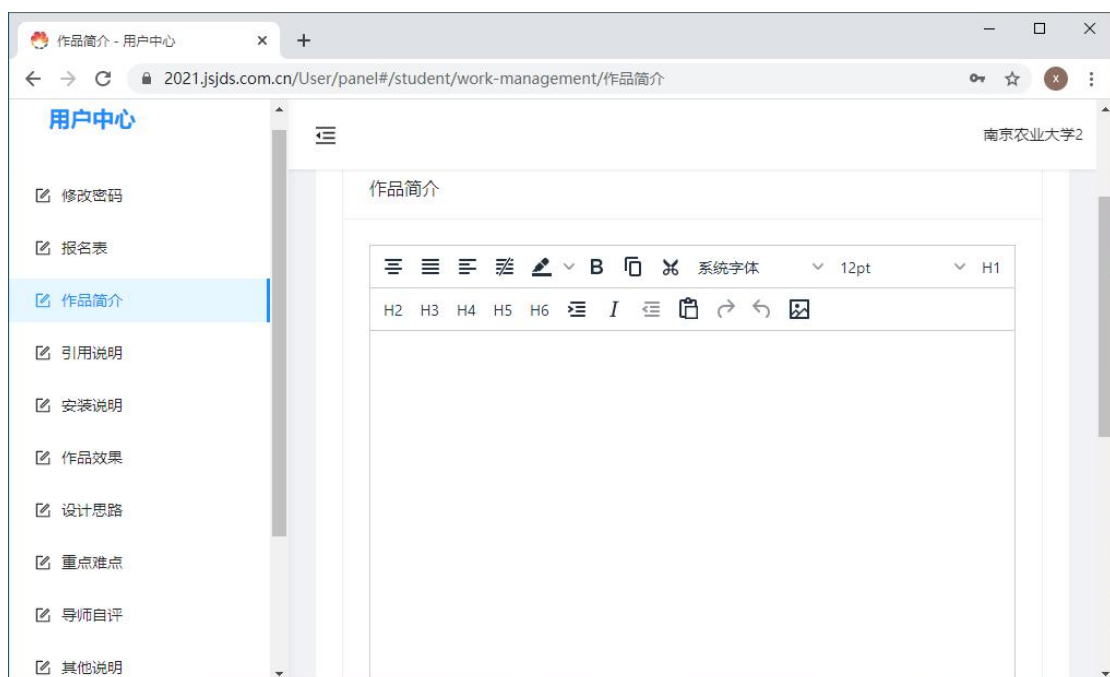 作品简介 - 用户中心
2021.jsjds.com.cn/User/panel#/student/work-management/作品简介
X
用户中心
南京农业大学2
修改密码
报名表
作品简介
引用说明
安装说明
作品效果
设计思路
重点难点
导师自评
其他说明
作品简介
B 系统字体 12pt H1
H2 H3 H4 H5 H6 I